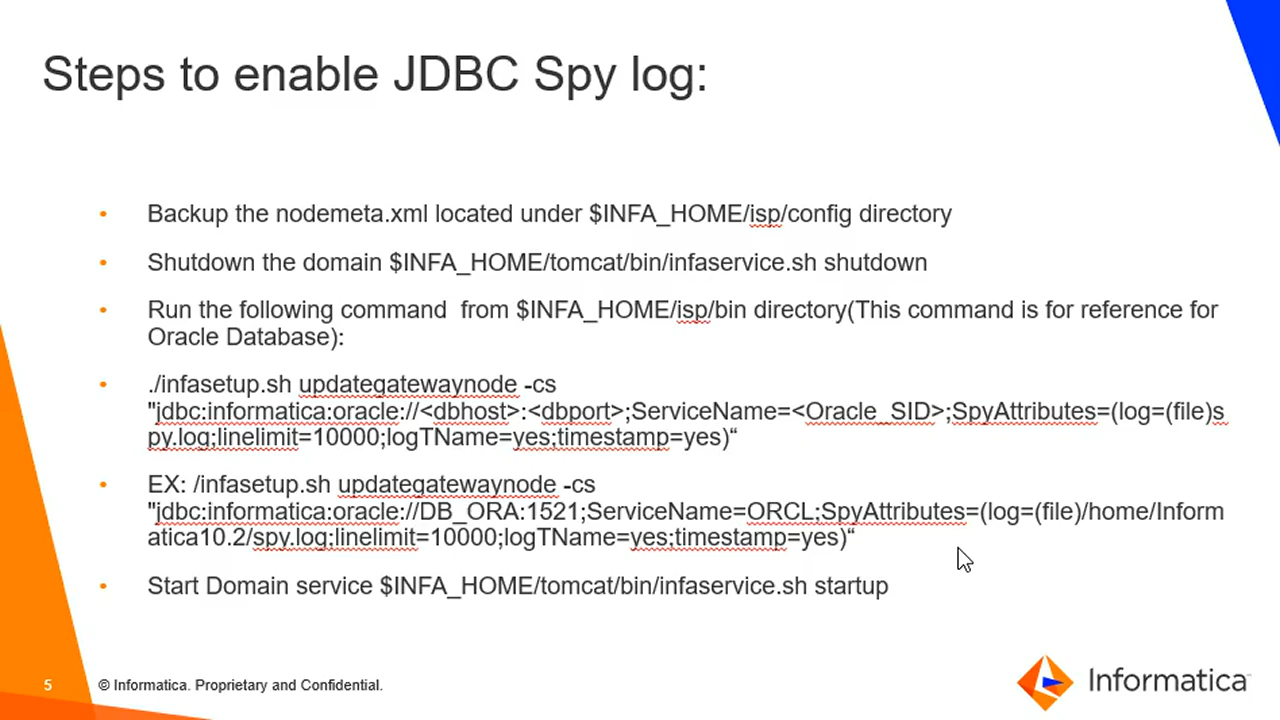 Steps to enable JDBC Spy log:
• Backup the nodemeta.xml located under $INFA_HOME/isp/config directory
• Shutdown the domain $INFA_HOME/tomcat/bin/infaservice.sh shutdown
• Run the following command  from $INFA_HOME/isp/bin directory(This command is for reference for
Oracle Database):
• ./infasetup.sh updategatewaynode -cs
"jdbc:informatica:oracle://<dbhost>:<dbport>;ServiceName=<Oracle_SID>;SpyAttributes=(log=(file)s
py.log;linelimit=10000;logTName=yes;timestamp=yes)“
• EX: /infasetup.sh updategatewaynode -cs
"jdbc:informatica:oracle://DB_ORA:1521;ServiceName=ORCL;SpyAttributes=(log=(file)/home/Inform
atica10.2/spy.log;linelimit=10000;logTName=yes;timestamp=yes)“
• Start Domain service $INFA_HOME/tomcat/bin/infaservice.sh startup
5 © Informatica. Proprietary and Confidential.
Informatica